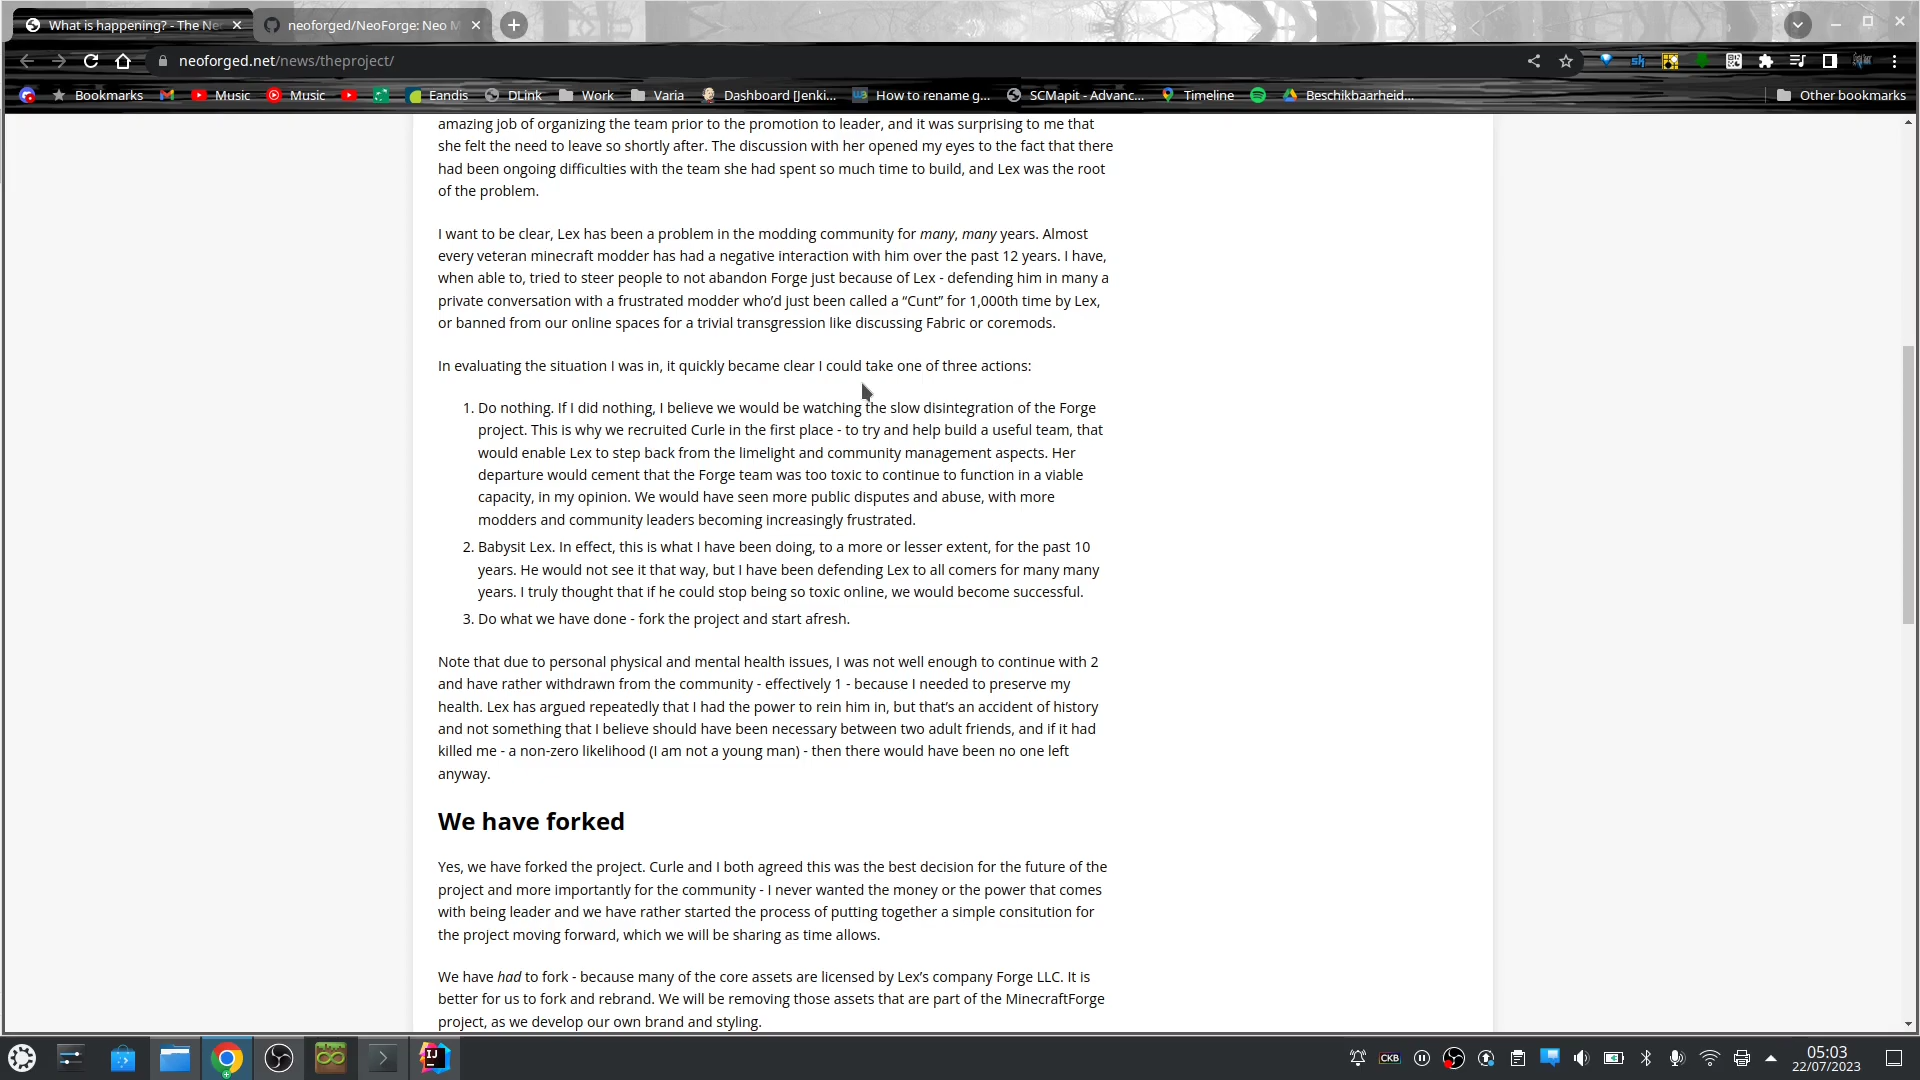 What is happening? - The Ne
neoforged/NeoForge: Neo M
neoforged.net/news/theproject/
Bookmarks
Music
Music
Eandis
DLink
Work
Varia
Dashboard [Jenki...
How to rename g...
SCMapit - Advanc...
Timeline
Beschikbaarheid...
Other bookmarks
amazing job of organizing the team prior to the promotion to leader, and it was surprising to me that
she felt the need to leave so shortly after. The discussion with her opened my eyes to the fact that there
had been ongoing difficulties with the team she had spent so much time to build, and Lex was the root
of the problem.
I want to be clear, Lex has been a problem in the modding community for many, many years. Almost
every veteran minecraft modder has had a negative interaction with him over the past 12 years. I have,
when able to, tried to steer people to not abandon Forge just because of Lex - defending him in many a
private conversation with a frustrated modder who’d just been called a “Cunt” for 1,000th time by Lex,
or banned from our online spaces for a trivial transgression like discussing Fabric or coremods.
In evaluating the situation I was in, it quickly became clear I could take one of three actions:
1. Do nothing. If I did nothing, I believe we would be watching the slow disintegration of the Forge
project. This is why we recruited Curle in the first place - to try and help build a useful team, that
would enable Lex to step back from the limelight and community management aspects. Her
departure would cement that the Forge team was too toxic to continue to function in a viable
capacity, in my opinion. We would have seen more public disputes and abuse, with more
modders and community leaders becoming increasingly frustrated.
2. Babysit Lex. In effect, this is what I have been doing, to a more or lesser extent, for the past 10
years. He would not see it that way, but I have been defending Lex to all comers for many many
years. I truly thought that if he could stop being so toxic online, we would become successful.
3. Do what we have done - fork the project and start afresh.
Note that due to personal physical and mental health issues, I was not well enough to continue with 2
and have rather withdrawn from the community - effectively 1 - because I needed to preserve my
health. Lex has argued repeatedly that I had the power to rein him in, but that’s an accident of history
and not something that I believe should have been necessary between two adult friends, and if it had
killed me - a non-zero likelihood (I am not a young man) - then there would have been no one left
anyway.
We have forked
Yes, we have forked the project. Curle and I both agreed this was the best decision for the future of the
project and more importantly for the community - I never wanted the money or the power that comes
with being leader and we have rather started the process of putting together a simple consitution for
the project moving forward, which we will be sharing as time allows.
We have had to fork - because many of the core assets are licensed by Lex’s company Forge LLC. It is
better for us to fork and rebrand. We will be removing those assets that are part of the MinecraftForge
project, as we develop our own brand and styling.
IJ
CKB
05:03
22/07/2023